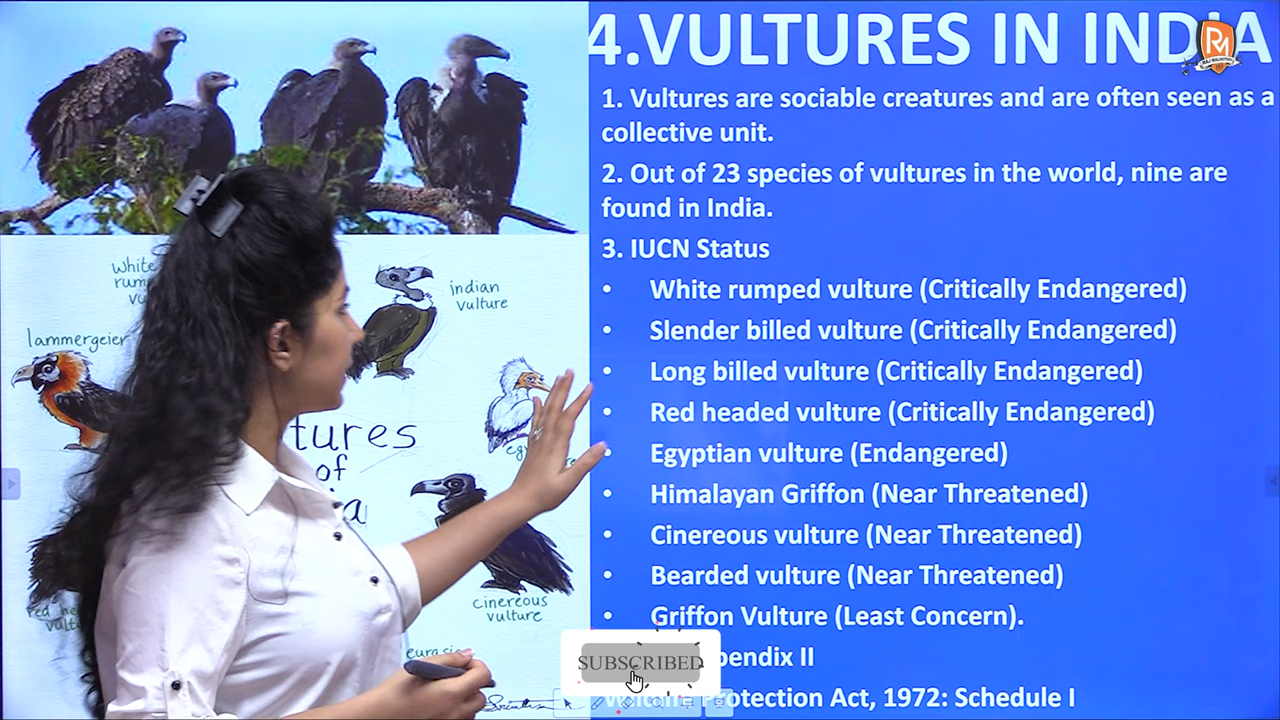 4.VULTURES IN INDIA
RM
1. Vultures are sociable creatures and are often seen as a
collective unit.
2. Out of 23 species of vultures in the world, nine are
found in India.
3. IUCN Status
• White rumped vulture (Critically Endangered)
• Slender billed vulture (Critically Endangered)
• Long billed vulture (Critically Endangered)
• Red headed vulture (Critically Endangered)
• Egyptian vulture (Endangered)
• Himalayan Griffon (Near Threatened)
• Cinereous vulture (Near Threatened)
• Bearded vulture (Near Threatened)
• Griffon Vulture (Least Concern).
II
Protection Act, 1972: Schedule I
white
indian
vulture
lammergeier
of
cinereous
vulture
SUBSCRIBED